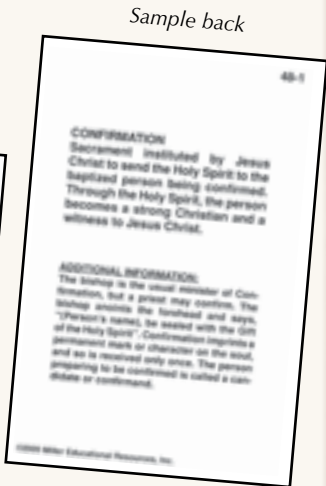 Sample back
48-1
CONFIRMATION
Sacrament instituted by Jesus
Christ to send the Holy Spirit to the
baptized person being confirmed.
Through the Holy Spirit, the person
becomes a strong Christian and a
witness to Jesus Christ.
ADDITIONAL INFORMATION:
The bishop is the usual minister of Con-
firmation, but a priest may confirm. The
bishop anoints the forehead and says,
"(Person's name), be sealed with the Gift
of the Holy Spirit". Confirmation imprints a
permanent mark or character on the soul,
and so is received only once. The person
preparing to be confirmed is called a can-
didate or confirmand.
Miller Educational Resources, Inc.